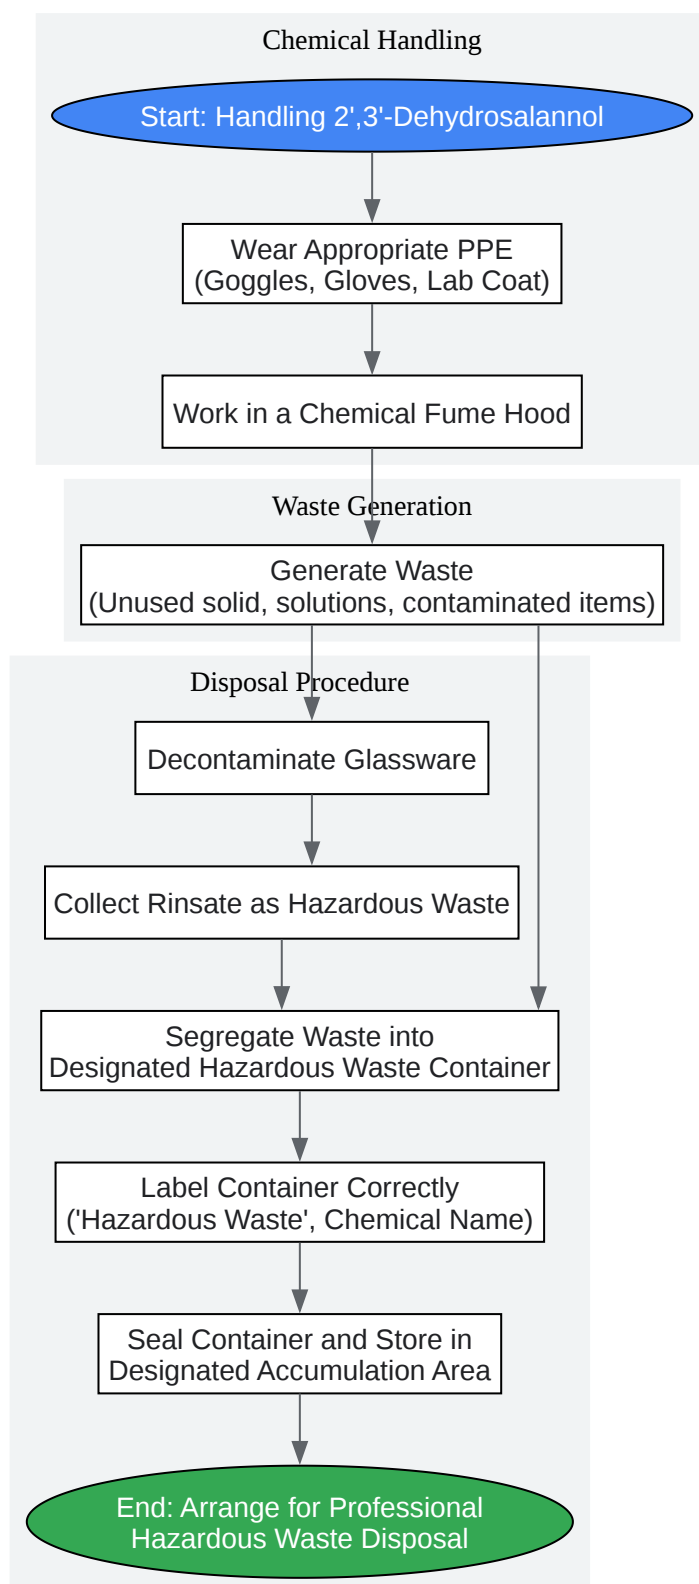 Chemical Handling
Start: Handling 2',3'-Dehydrosalannol
Wear Appropriate PPE
(Goggles, Gloves, Lab Coat)
Work in a Chemical Fume Hood
Waste Generation
Generate Waste
(Unused solid, solutions, contaminated items)
Disposal Procedure
Decontaminate Glassware
Collect Rinsate as Hazardous Waste
Segregate Waste into
Designated Hazardous Waste Container
Label Container Correctly
('Hazardous Waste', Chemical Name)
Seal Container and Store in
Designated Accumulation Area
End: Arrange for Professional
Hazardous Waste Disposal